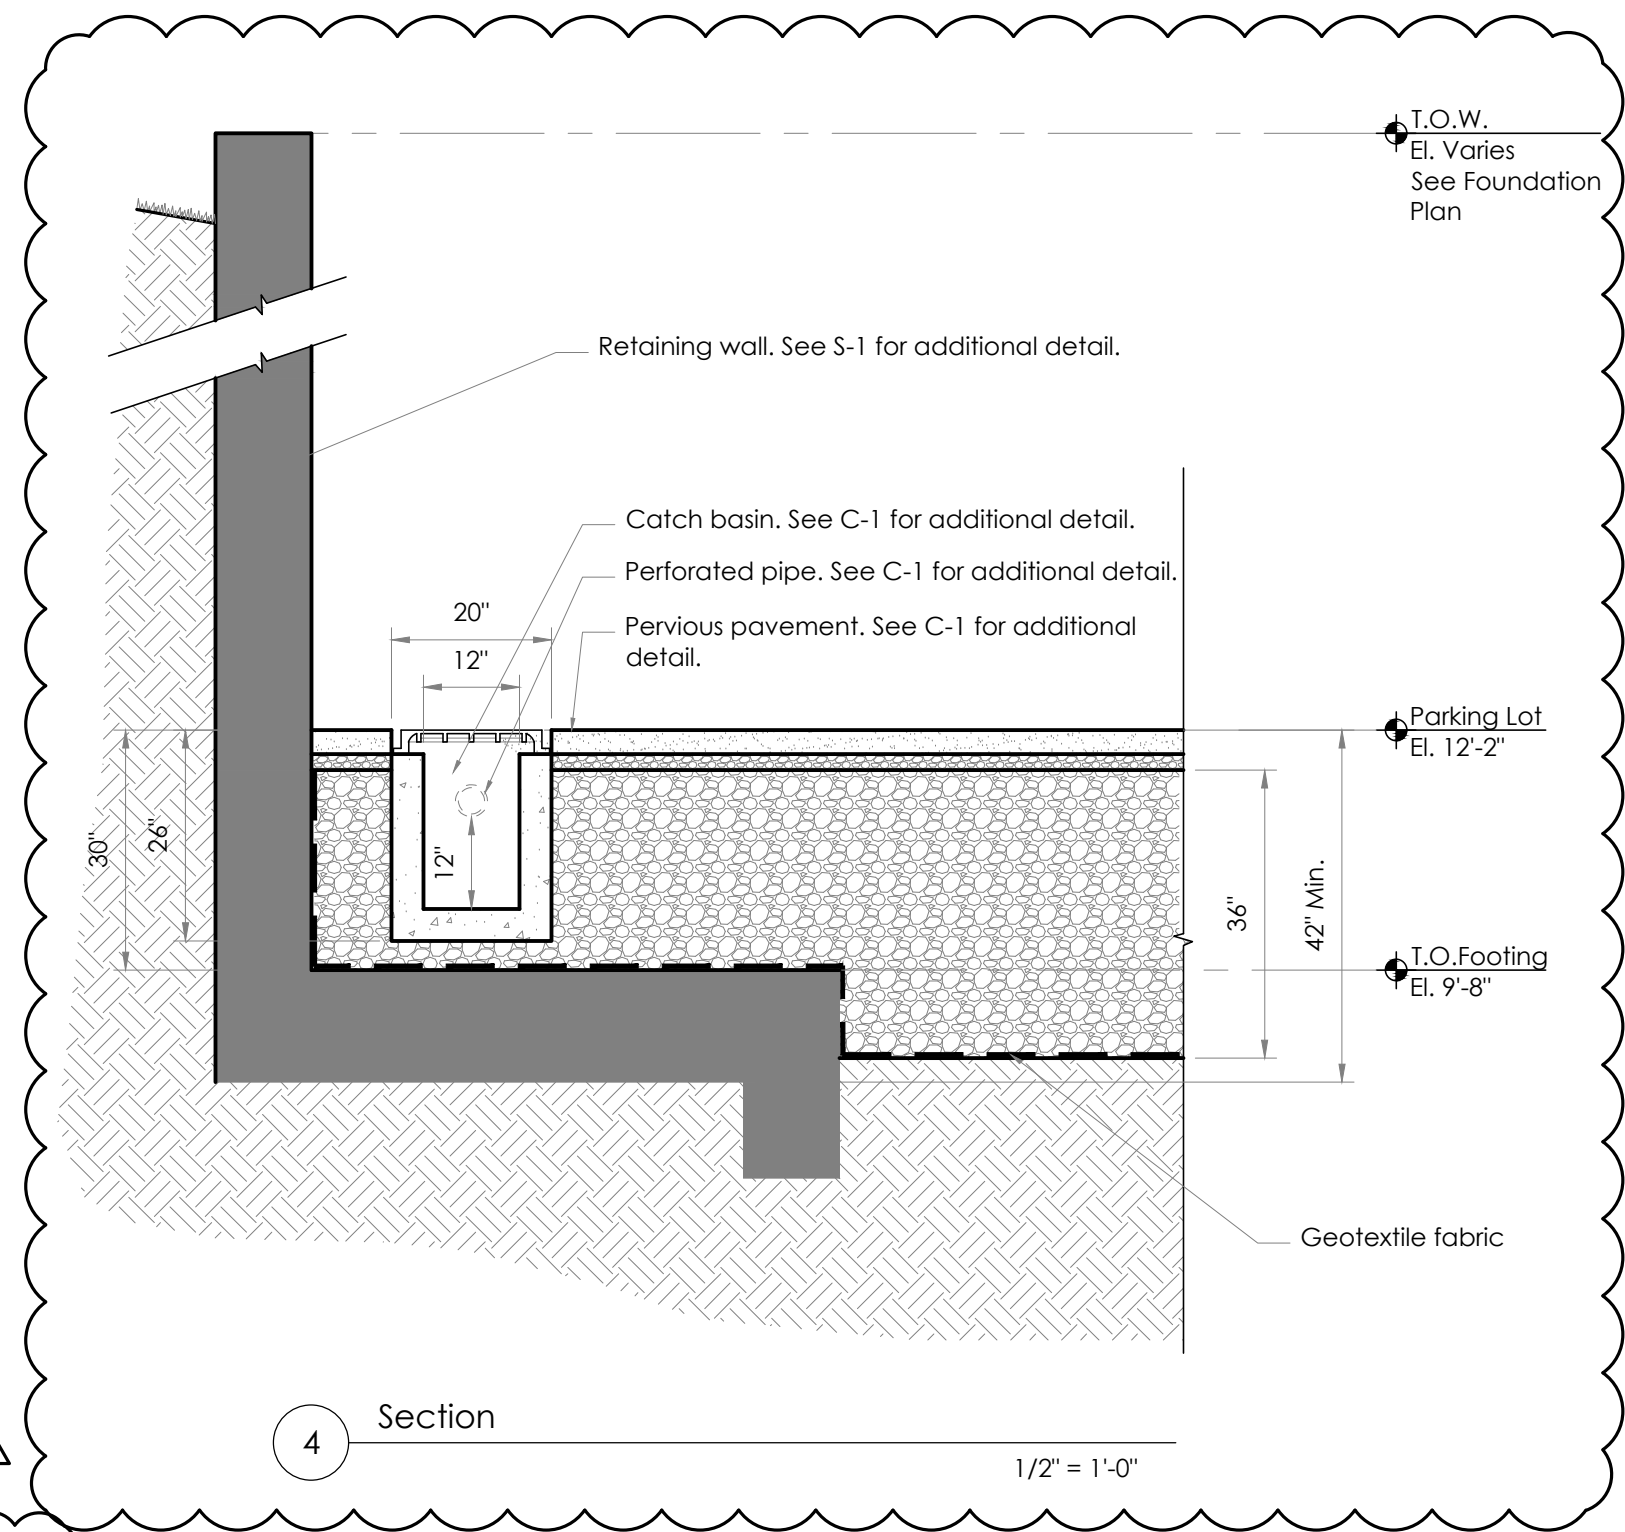 T.O.W.
El. Varies
See Foundation
Plan
Retaining wall. See S-1 for additional detail.
Catch basin. See C-1 for additional detail.
Perforated pipe. See C-1 for additional detail.
Pervious pavement. See C-1 for additional
detail.
20"
12"
Parking Lot
El. 12'-2"
30"
26"
12"
36"
42" Min.
T.O.Footing
El. 9'-8"
Geotextile fabric
4
Section
1/2" = 1'-0"